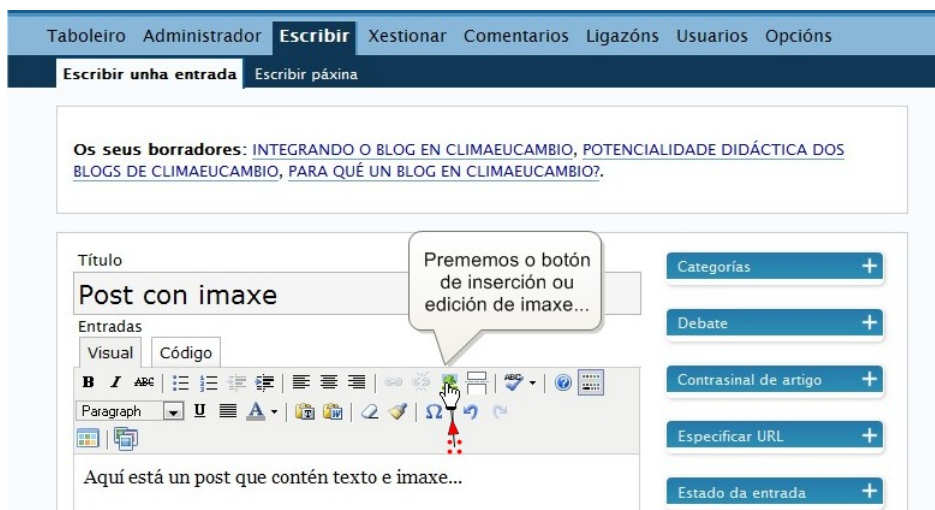 Taboleiro Administrador Escribir Xestionar Comentarios Ligazóns Usuarios Opcións
Escribir unha entrada Escribir páxina
Os seus borradores: INTEGRANDO O BLOG EN CLIMAEUCAMBIO, POTENCIALIDADE DIDÁCTICA DOS
BLOGS DE CLIMAEUCAMBIO, PARA QUÉ UN BLOG EN CLIMAEUCAMBIO?.
Título
Post con imaxe
Prememos o botón
de inserción ou
edición de imaxe...
Entradas
Visual Código
B I ABC ABC
Paragraph U A T W Ω
Aquí está un post que contén texto e imaxe...
Categorías +
Debate +
Contrasinal de artigo +
Especificar URL +
Estado da entrada +